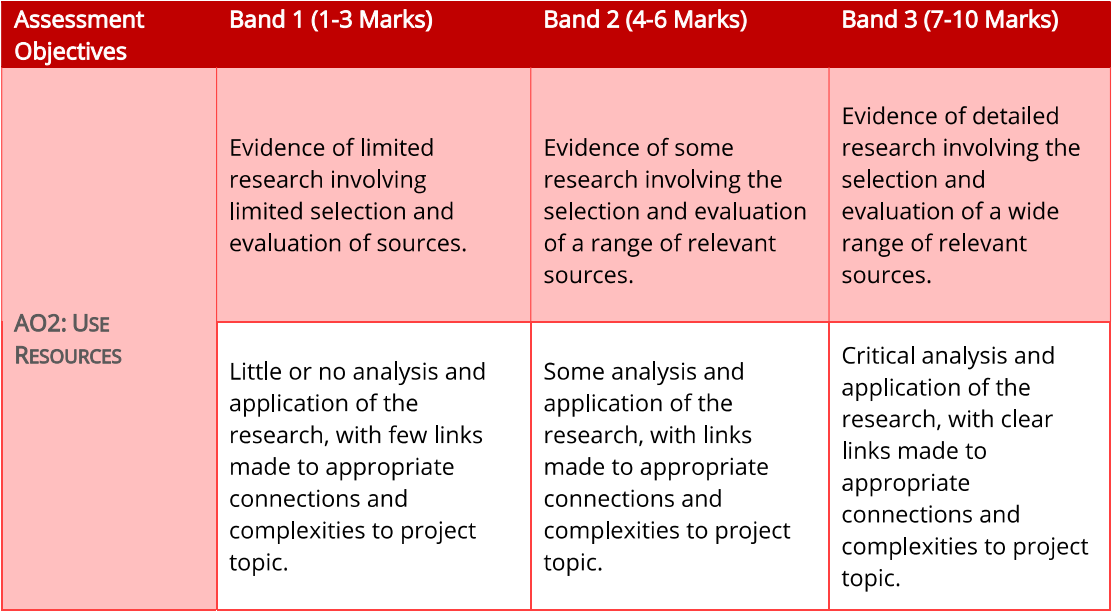 Assessment
Objectives
Band 1 (1-3 Marks)
Band 2 (4-6 Marks)
Band 3 (7-10 Marks)
AO2: USE
RESOURCES
Evidence of limited
research involving
limited selection and
evaluation of sources.
Evidence of some
research involving the
selection and evaluation
of a range of relevant
sources.
Evidence of detailed
research involving the
selection and
evaluation of a wide
range of relevant
sources.
Little or no analysis and
application of the
research, with few links
made to appropriate
connections and
complexities to project
topic.
Some analysis and
application of the
research, with links
made to appropriate
connections and
complexities to project
topic.
Critical analysis and
application of the
research, with clear
links made to
appropriate
connections and
complexities to project
topic.